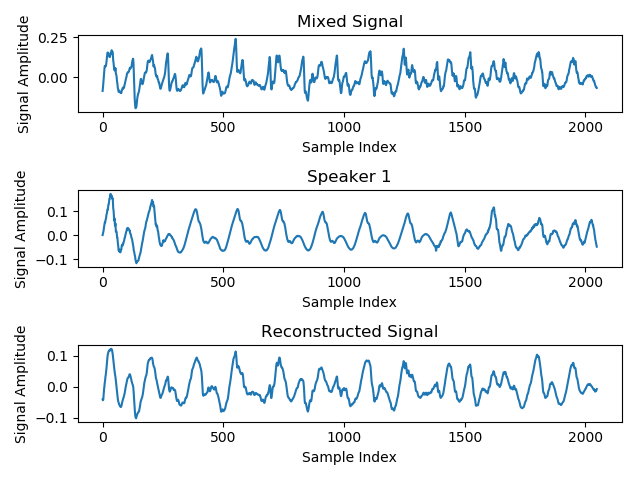 Mixed Signal
Signal Amplitude
0.25
0.00
0
500
1000
1500
2000
Sample Index
Speaker 1
Signal Amplitude
0.1
0.0
−0.1
0
500
1000
1500
2000
Sample Index
Reconstructed Signal
Signal Amplitude
0.1
0.0
−0.1
0
500
1000
1500
2000
Sample Index